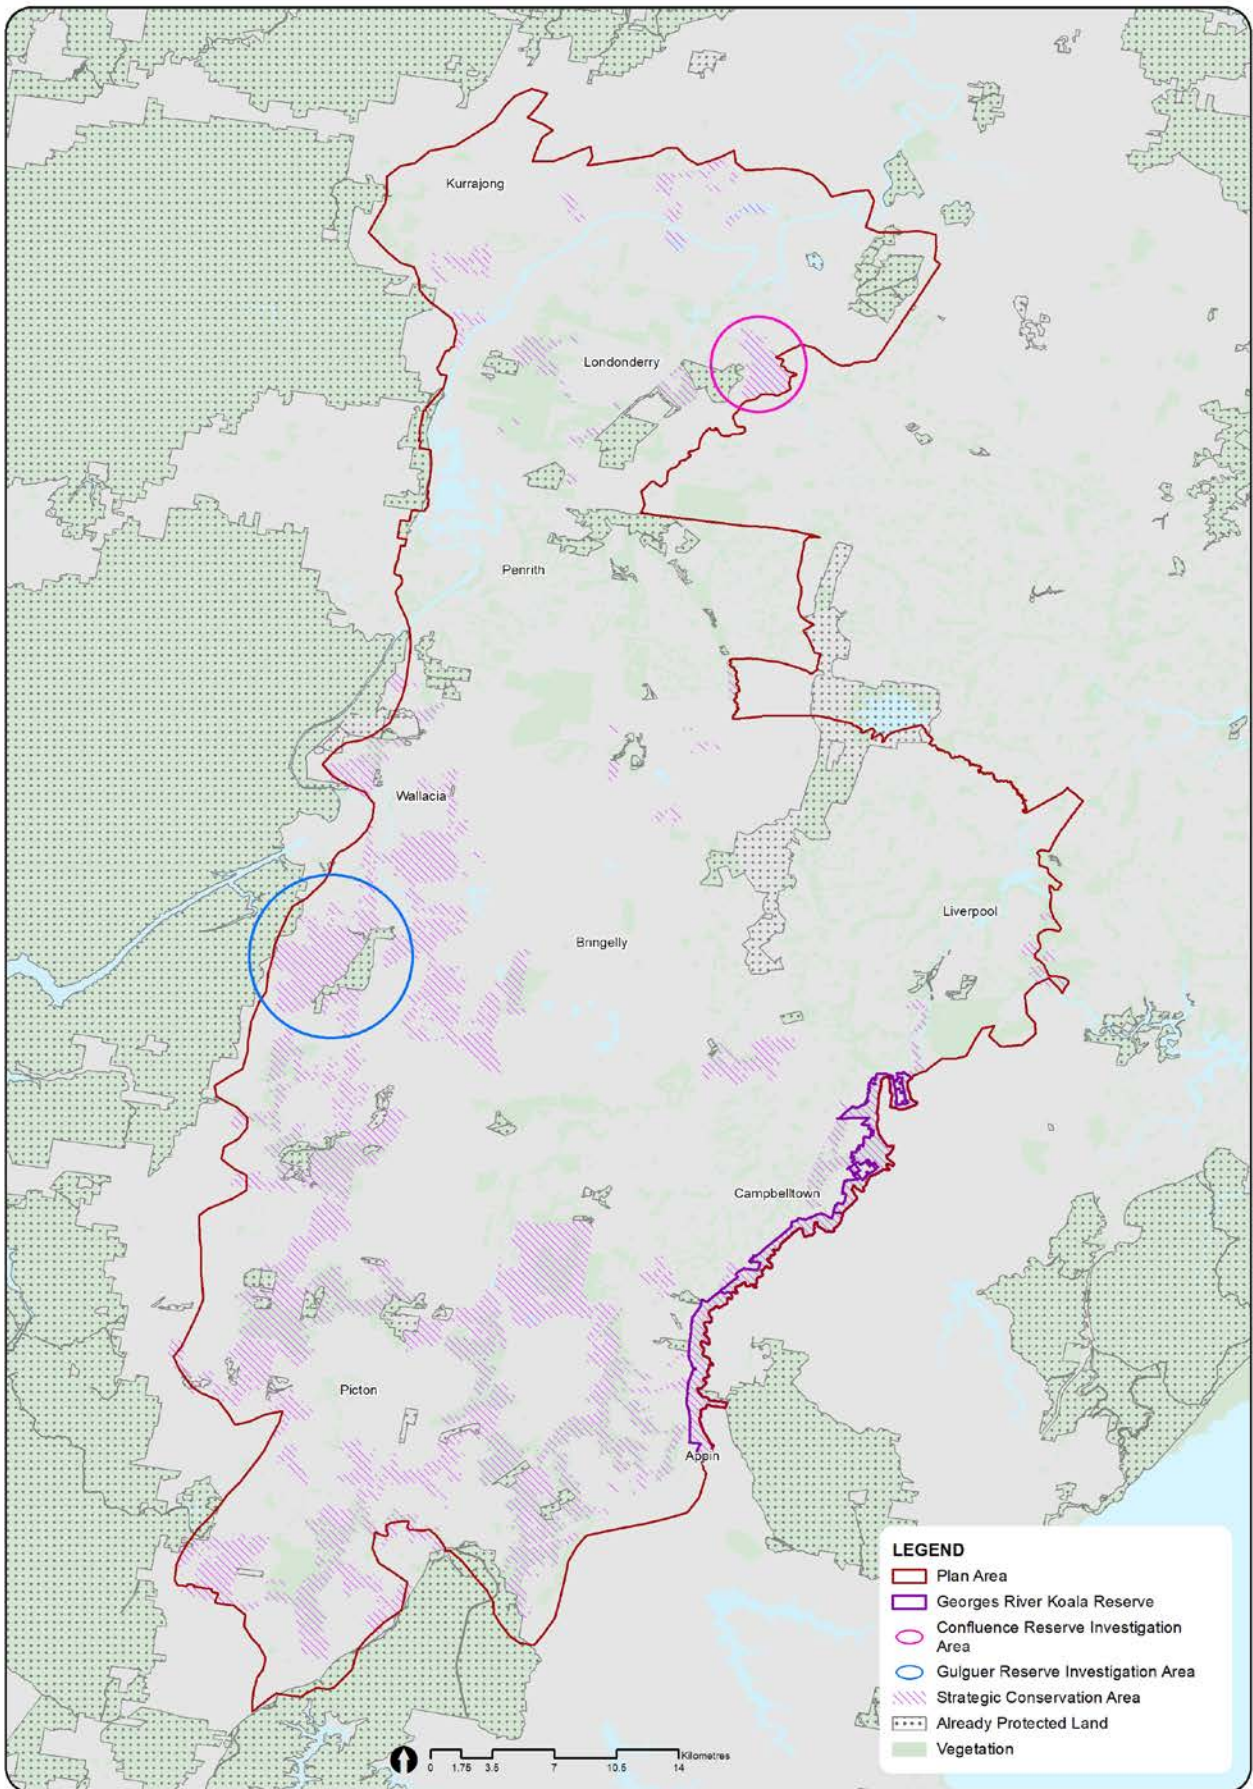 Kurrajong
Londonderry
Penrith
Wallacia
Liverpool
Bringelly
Campbelltown
Picton
Appin
LEGEND
Plan Area
Georges River Koala Reserve
Confluence Reserve Investigation
Area
Gulguer Reserve Investigation Area
Strategic Conservation Area
Already Protected Land
Vegetation
Kilometres
0 1.75 3.5 7 10.5 14